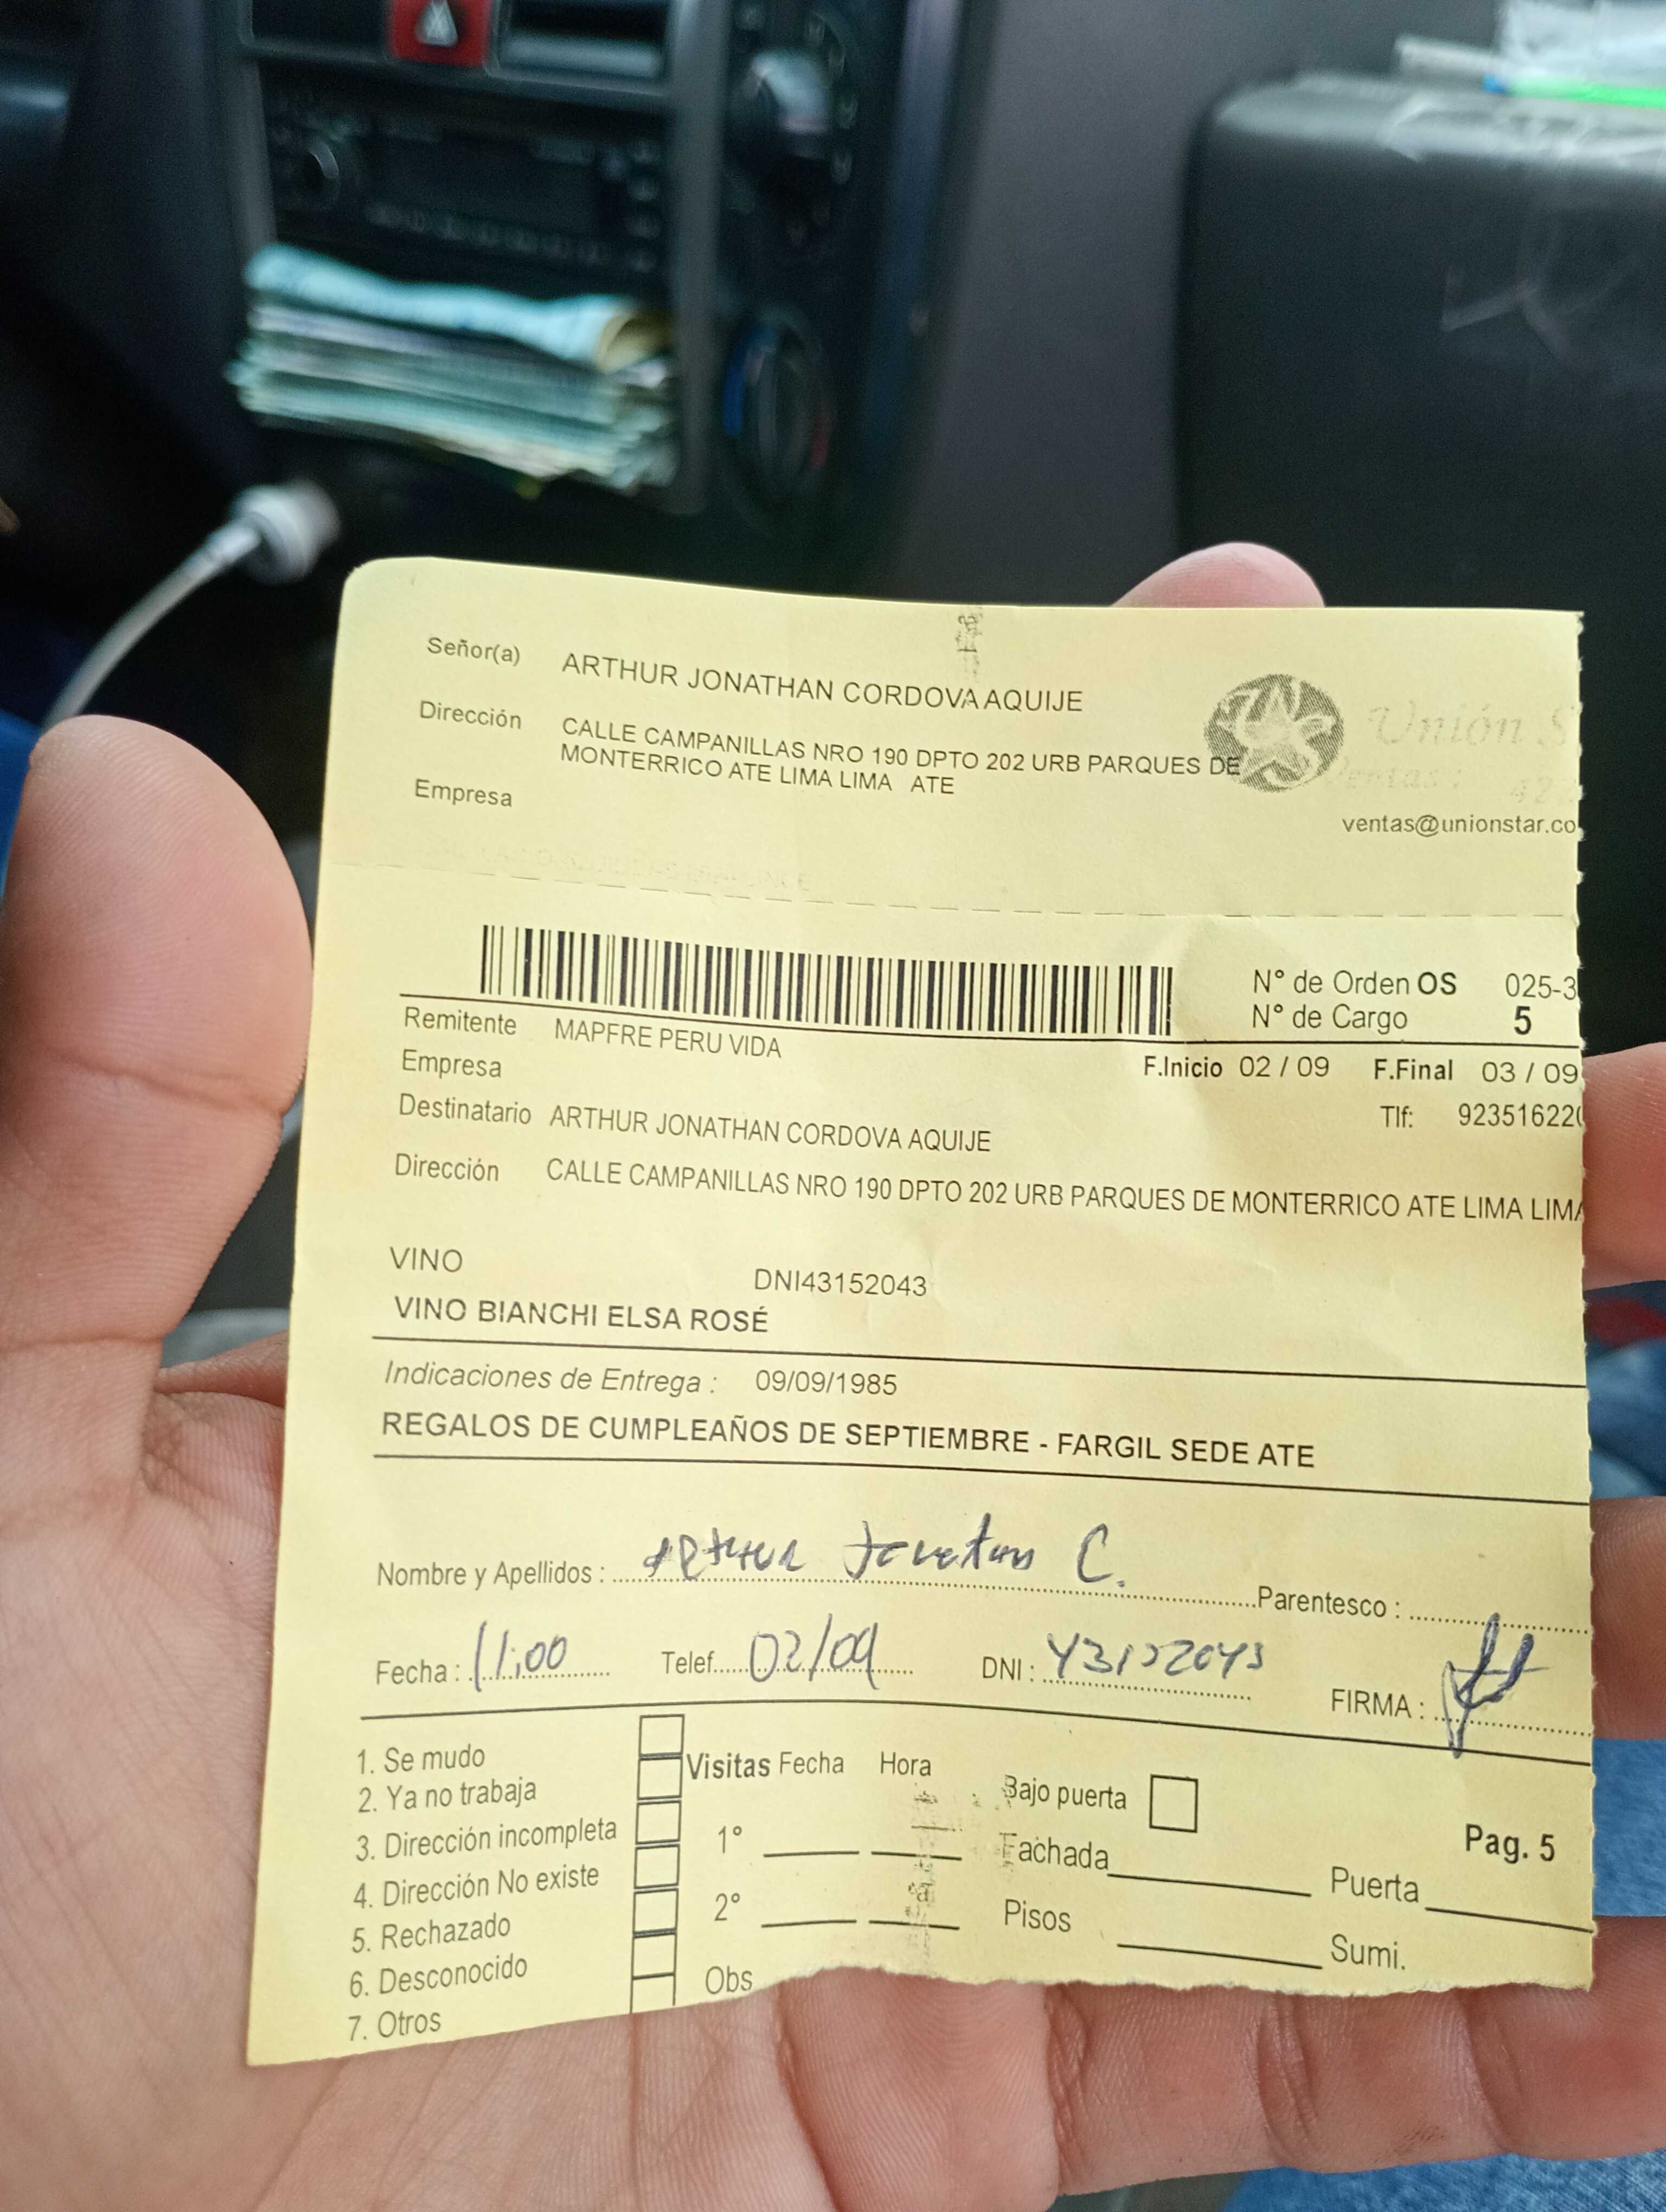 Señor(a) ARTHUR JONATHAN CORDOVA AQUIJE
Dirección CALLE CAMPANILLAS NRO 190 DPTO 202 URB PARQUES DE
MONTERRICO ATE LIMA LIMA ATE
Unión S
Ventas:
42
Empresa
ventas@unionstar.co
N° de Orden OS 025-3
N° de Cargo 5
Remitente MAPFRE PERU VIDA
Empresa
F.Inicio 02 / 09 F.Final 03 / 09
Destinatario ARTHUR JONATHAN CORDOVA AQUIJE
Tlf: 923516220
Dirección CALLE CAMPANILLAS NRO 190 DPTO 202 URB PARQUES DE MONTERRICO ATE LIMA LIMA
VINO DNI43152043
VINO BIANCHI ELSA ROSÉ
Indicaciones de Entrega : 09/09/1985
REGALOS DE CUMPLEAÑOS DE SEPTIEMBRE - FARGIL SEDE ATE
Nombre y Apellidos : Arthur Jonathan C. Parentesco :
Fecha : 11:00 Telef. 02/09 DNI : 43152043 FIRMA :
1. Se mudo
2. Ya no trabaja
3. Dirección incompleta
4. Dirección No existe
5. Rechazado
6. Desconocido
7. Otros
Visitas Fecha Hora
1°
2°
Obs
Bajo puerta
Fachada
Puerta
Pisos
Sumi.
Pag. 5